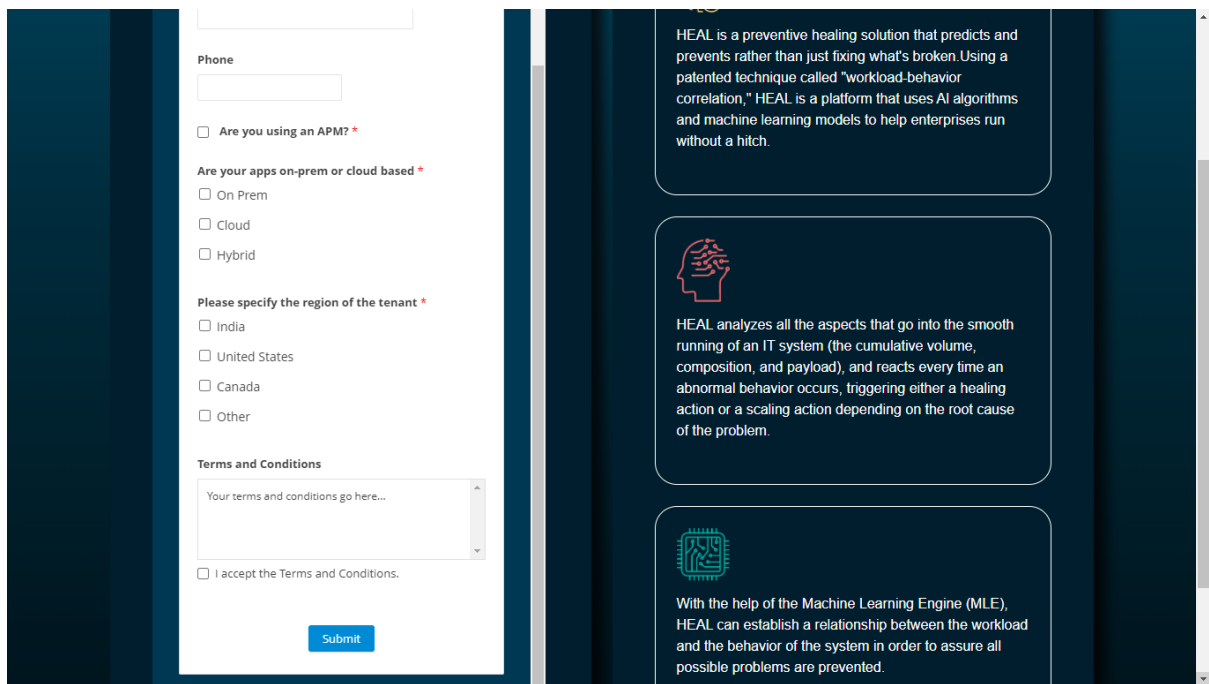 Phone
Are you using an APM? *
Are your apps on-prem or cloud based *
On Prem
Cloud
Hybrid
Please specify the region of the tenant *
India
United States
Canada
Other
Terms and Conditions
Your terms and conditions go here...
I accept the Terms and Conditions.
Submit
HEAL is a preventive healing solution that predicts and
prevents rather than just fixing what's broken.Using a
patented technique called "workload-behavior
correlation," HEAL is a platform that uses AI algorithms
and machine learning models to help enterprises run
without a hitch.
HEAL analyzes all the aspects that go into the smooth
running of an IT system (the cumulative volume,
composition, and payload), and reacts every time an
abnormal behavior occurs, triggering either a healing
action or a scaling action depending on the root cause
of the problem.
With the help of the Machine Learning Engine (MLE),
HEAL can establish a relationship between the workload
and the behavior of the system in order to assure all
possible problems are prevented.